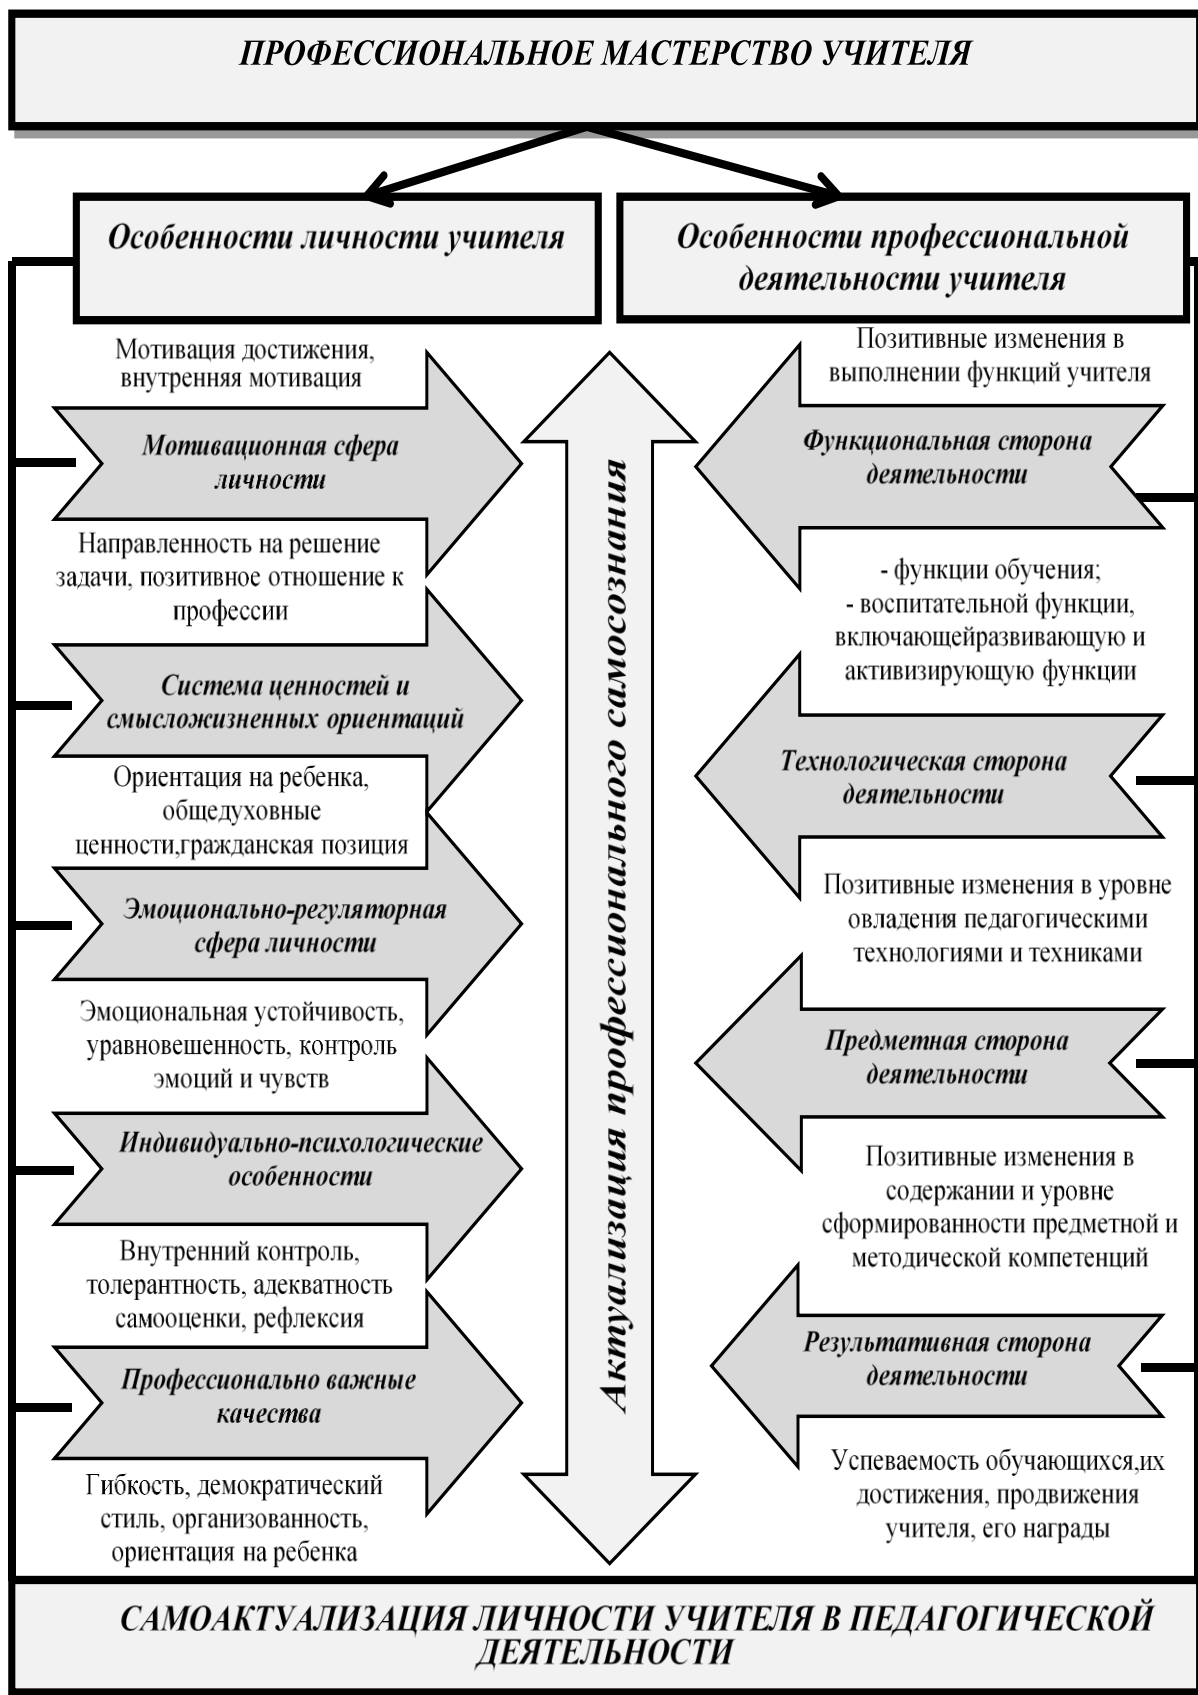 ПРОФЕССИОНАЛЬНОЕ МАСТЕРСТВО УЧИТЕЛЯ
Особенности личности учителя
Мотивация достижения,
внутренняя мотивация
Мотивационная сфера
личности
Направленность на решение
задачи, позитивное отношение к
профессии
Система ценностей и
смысложизненных ориентаций
Ориентация на ребенка,
общедуховные
ценности,гражданская позиция
Эмоционально-регуляторная
сфера личности
Эмоциональная устойчивость,
уравновешенность, контроль
эмоций и чувств
Индивидуально-психологические
особенности
Внутренний контроль,
толерантность, адекватность
самооценки, рефлексия
Профессионально важные
качества
Гибкость, демократический
стиль, организованность,
ориентация на ребенка
Актуализация профессионального самосознания
Особенности профессиональной
деятельности учителя
Позитивные изменения в
выполнении функций учителя
Функциональная сторона
деятельности
- функции обучения;
- воспитательной функции,
включающейразвивающую и
активизирующую функции
Технологическая сторона
деятельности
Позитивные изменения в уровне
овладения педагогическими
технологиями и техниками
Предметная сторона
деятельности
Позитивные изменения в
содержании и уровне
сформированности предметной и
методической компетенций
Результативная сторона
деятельности
Успеваемость обучающихся,их
достижения, продвижения
учителя, его награды
САМОАКТУАЛИЗАЦИЯ ЛИЧНОСТИ УЧИТЕЛЯ В ПЕДАГОГИЧЕСКОЙ
ДЕЯТЕЛЬНОСТИ